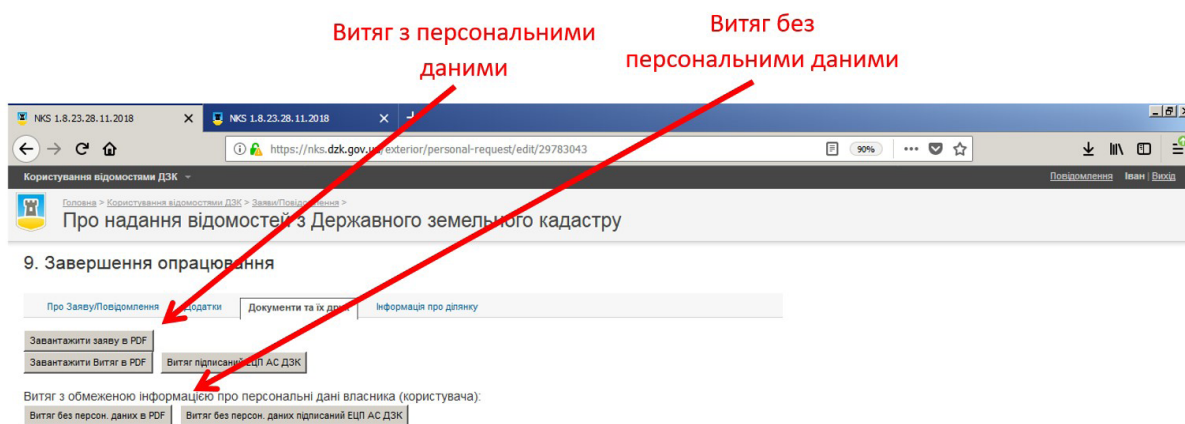 Витяг з персональними
даними
Витяг без
персональними даними
NKS 1.8.23.28.11.2018
NKS 1.8.23.28.11.2018
https://nks.dzk.gov.ua/exterior/personal-request/edit/29783043
90%
Користування відомостями ДЗК
Повідомлення Іван | Вихід
Головна > Користування відомостями ДЗК > Заяви/Повідомлення >
Про надання відомостей з Державного земельного кадастру
9. Завершення опрацювання
Про Заяву/Повідомлення Додатки Документи та їх друк Інформація про ділянку
Завантажити заяву в PDF
Завантажити Витяг в PDF Витяг підписаний ЕЦП АС ДЗК
Витяг з обмеженою інформацією про персональні дані власника (користувача):
Витяг без персон. даних в PDF Витяг без персон. даних підписаний ЕЦП АС ДЗК